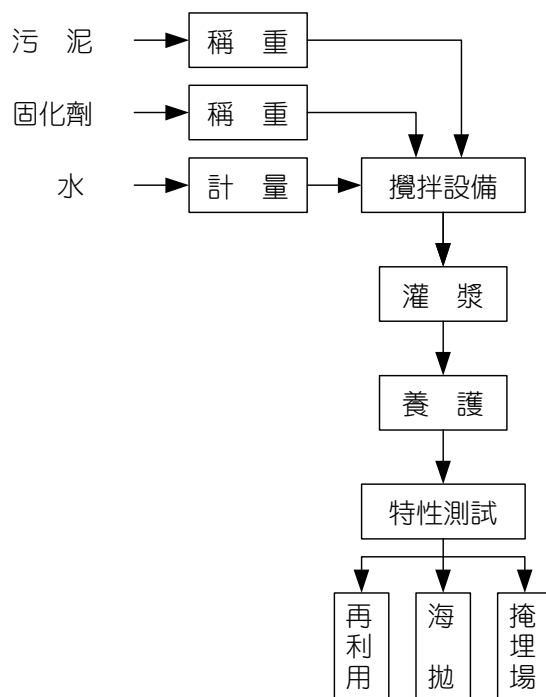 污 泥 稱 重
固化劑 稱 重
水 計 量 攪拌設備
灌 漿
養 護
特性測試
再利用 海拋 掩埋場